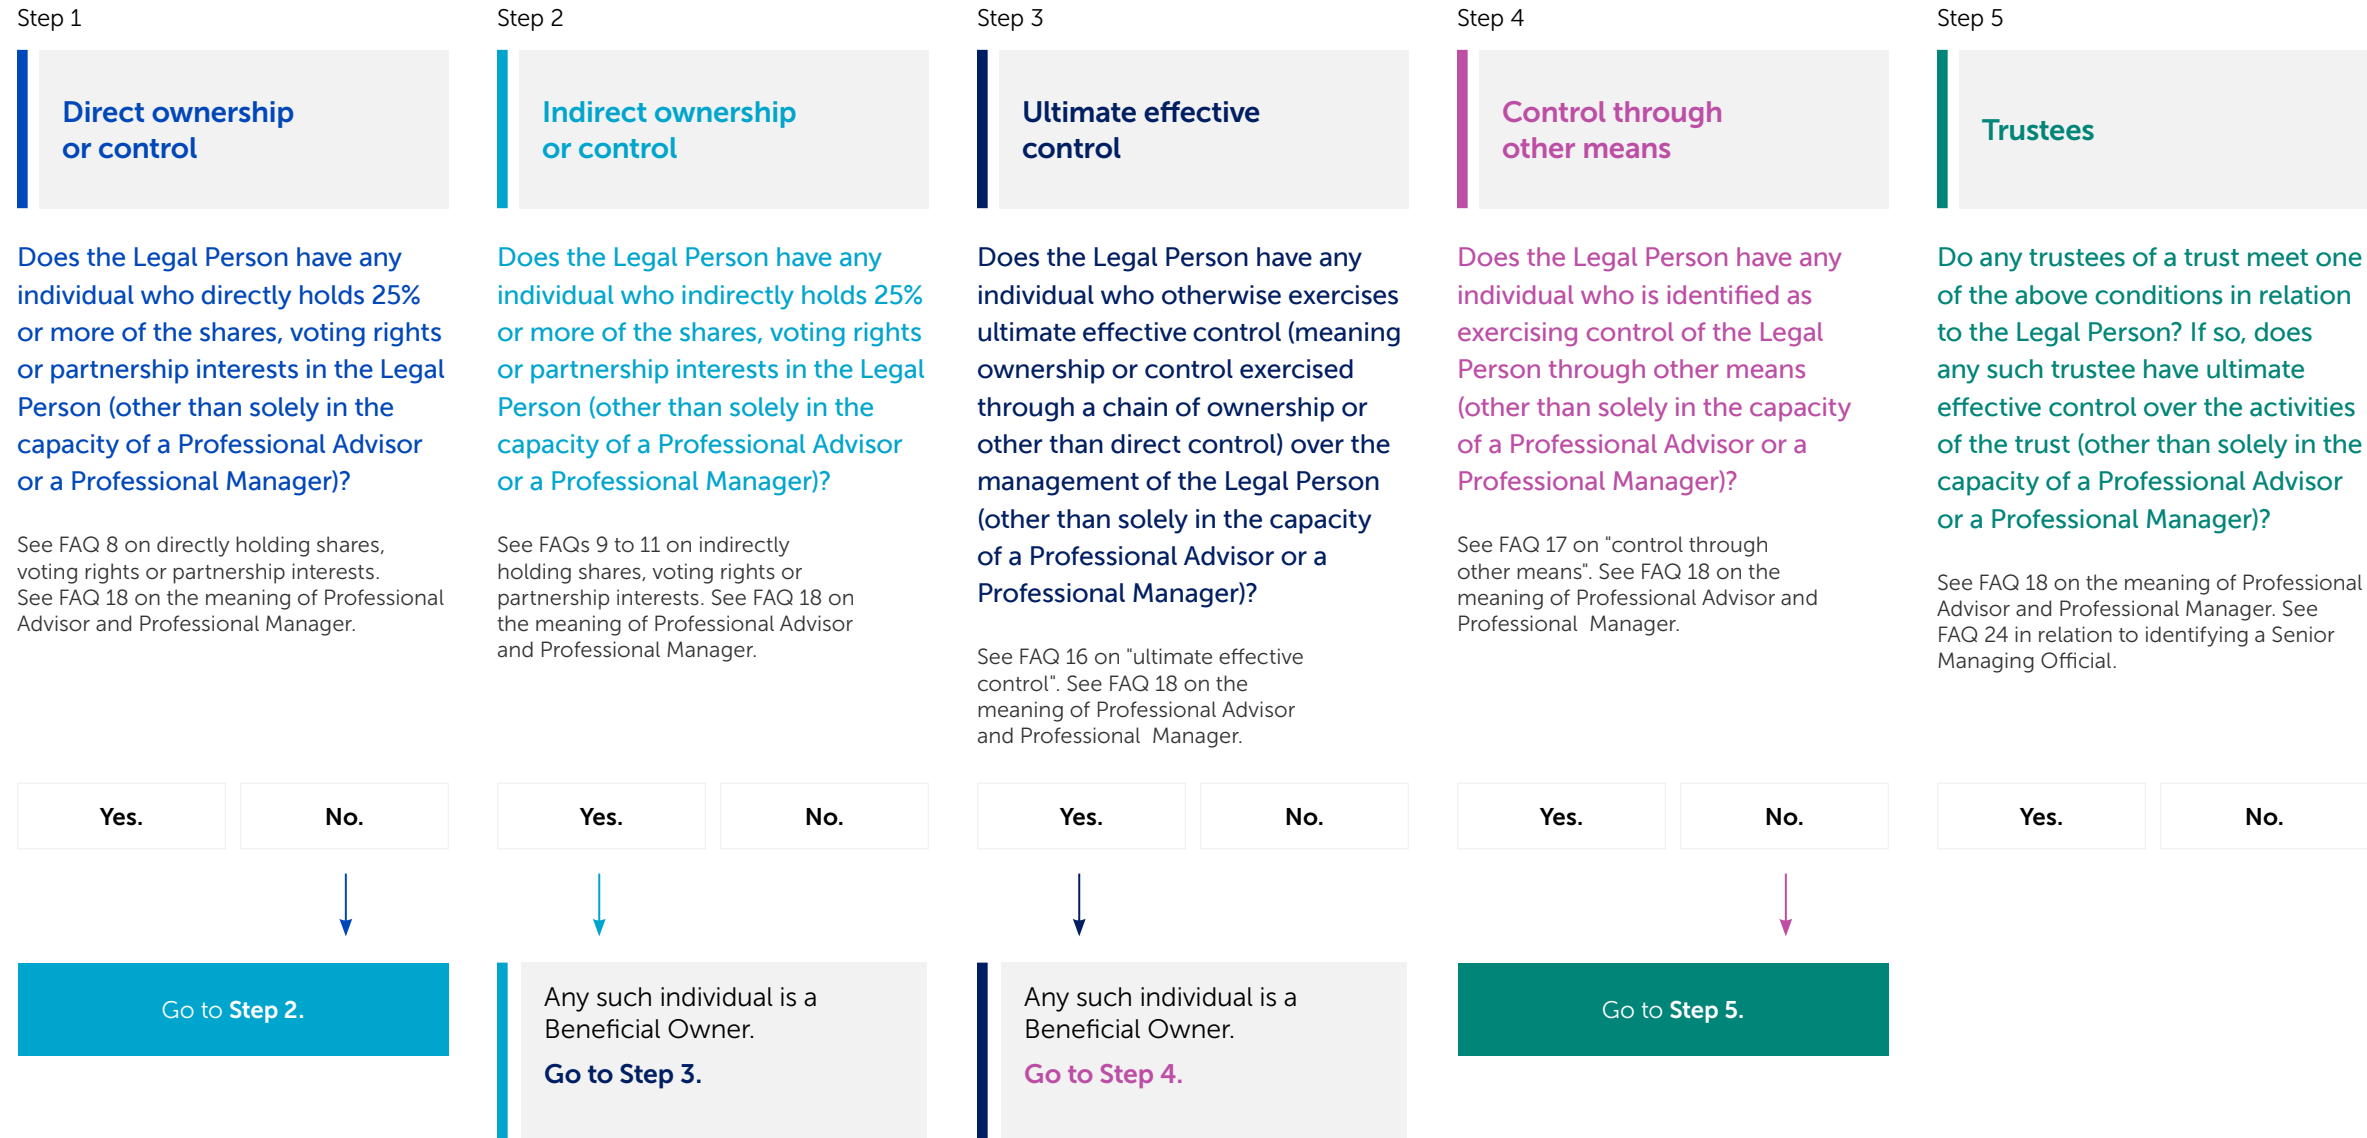 Step 1
Direct ownership
or control
Does the Legal Person have any
individual who directly holds 25%
or more of the shares, voting rights
or partnership interests in the Legal
Person (other than solely in the
capacity of a Professional Advisor
or a Professional Manager)?
See FAQ 8 on directly holding shares,
voting rights or partnership interests.
See FAQ 18 on the meaning of Professional
Advisor and Professional Manager.
Yes.
No.
Go to Step 2.
Step 2
Indirect ownership
or control
Does the Legal Person have any
individual who indirectly holds 25%
or more of the shares, voting rights
or partnership interests in the Legal
Person (other than solely in the
capacity of a Professional Advisor
or a Professional Manager)?
See FAQs 9 to 11 on indirectly
holding shares, voting rights or
partnership interests. See FAQ 18 on
the meaning of Professional Advisor
and Professional Manager.
Yes.
No.
Any such individual is a
Beneficial Owner.
Go to Step 3.
Step 3
Ultimate effective
control
Does the Legal Person have any
individual who otherwise exercises
ultimate effective control (meaning
ownership or control exercised
through a chain of ownership or
other than direct control) over the
management of the Legal Person
(other than solely in the capacity
of a Professional Advisor or a
Professional Manager)?
See FAQ 16 on "ultimate effective
control". See FAQ 18 on the
meaning of Professional Advisor
and Professional Manager.
Yes.
No.
Any such individual is a
Beneficial Owner.
Go to Step 4.
Step 4
Control through
other means
Does the Legal Person have any
individual who is identified as
exercising control of the Legal
Person through other means
(other than solely in the capacity
of a Professional Advisor or a
Professional Manager)?
See FAQ 17 on "control through
other means". See FAQ 18 on the
meaning of Professional Advisor and
Professional Manager.
Yes.
No.
Go to Step 5.
Step 5
Trustees
Do any trustees of a trust meet one
of the above conditions in relation
to the Legal Person? If so, does
any such trustee have ultimate
effective control over the activities
of the trust (other than solely in the
capacity of a Professional Advisor
or a Professional Manager)?
See FAQ 18 on the meaning of Professional
Advisor and Professional Manager. See
FAQ 24 in relation to identifying a Senior
Managing Official.
Yes.
No.